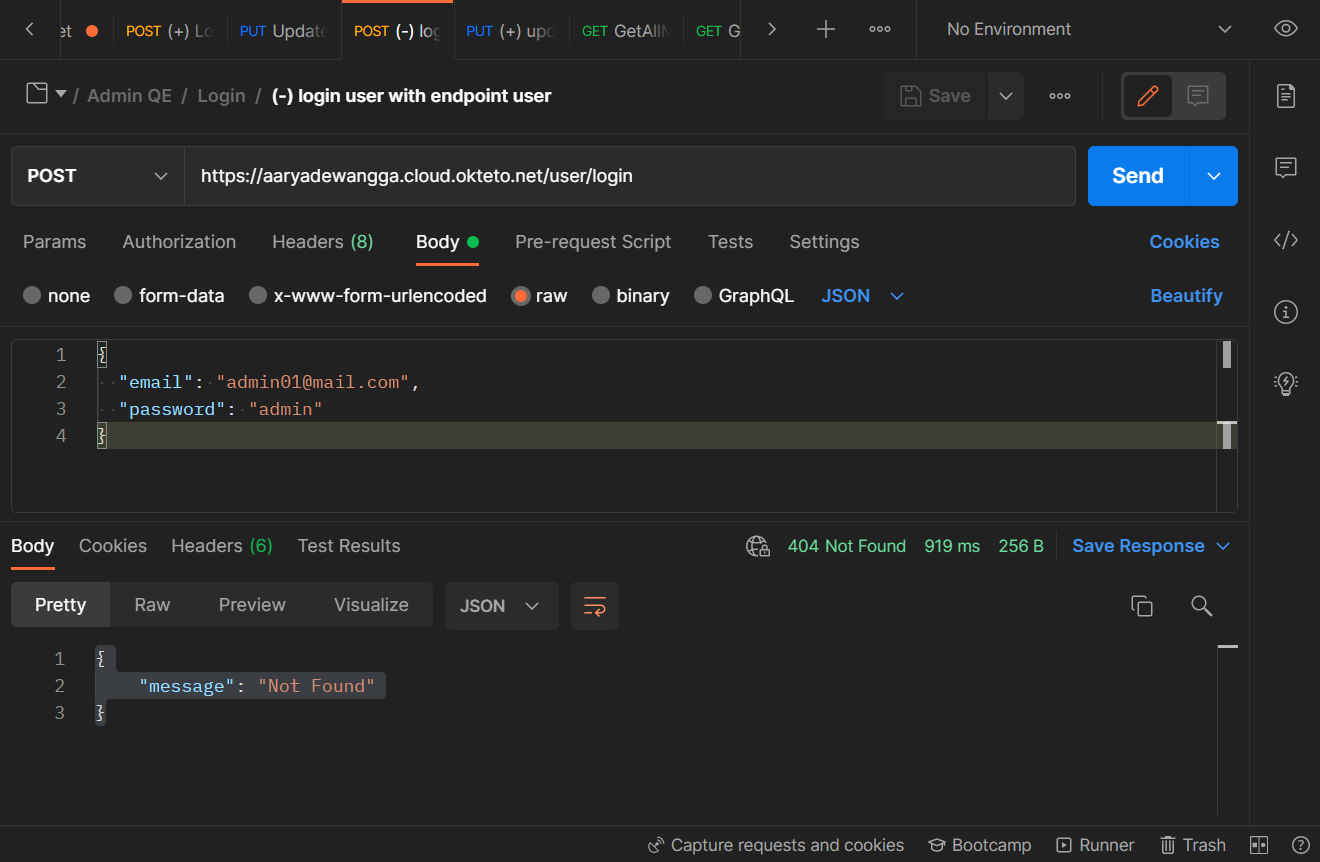 et POST (+) Lo PUT Update POST (-) log PUT (+) upd GET GetAllM GET G No Environment
/ Admin QE / Login / (-) login user with endpoint user Save
POST https://aaryadewangga.cloud.okteto.net/user/login Send
Params Authorization Headers (8) Body Pre-request Script Tests Settings Cookies
none form-data x-www-form-urlencoded raw binary GraphQL JSON Beautify
1 {
2 "email": "admin01@mail.com",
3 "password": "admin"
4 }
Body Cookies Headers (6) Test Results 404 Not Found 919 ms 256 B Save Response
Pretty Raw Preview Visualize JSON
1 {
2 "message": "Not Found"
3 }
Capture requests and cookies Bootcamp Runner Trash